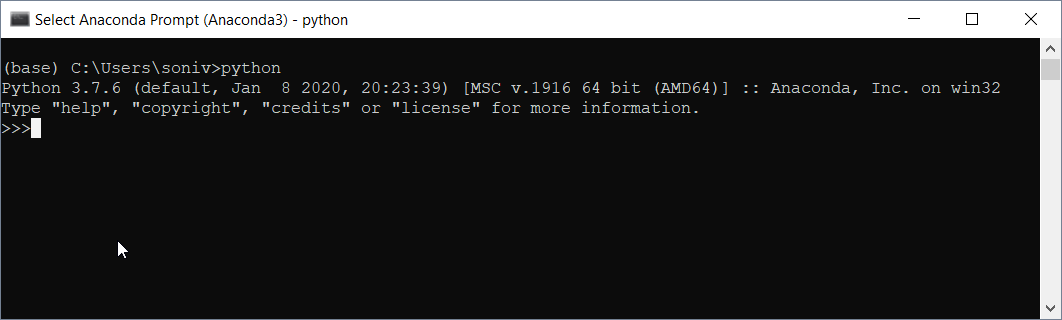 Select Anaconda Prompt (Anaconda3) - python
(base) C:\Users\soniv>python
Python 3.7.6 (default, Jan  8 2020, 20:23:39) [MSC v.1916 64 bit (AMD64)] :: Anaconda, Inc. on win32
Type "help", "copyright", "credits" or "license" for more information.
>>>